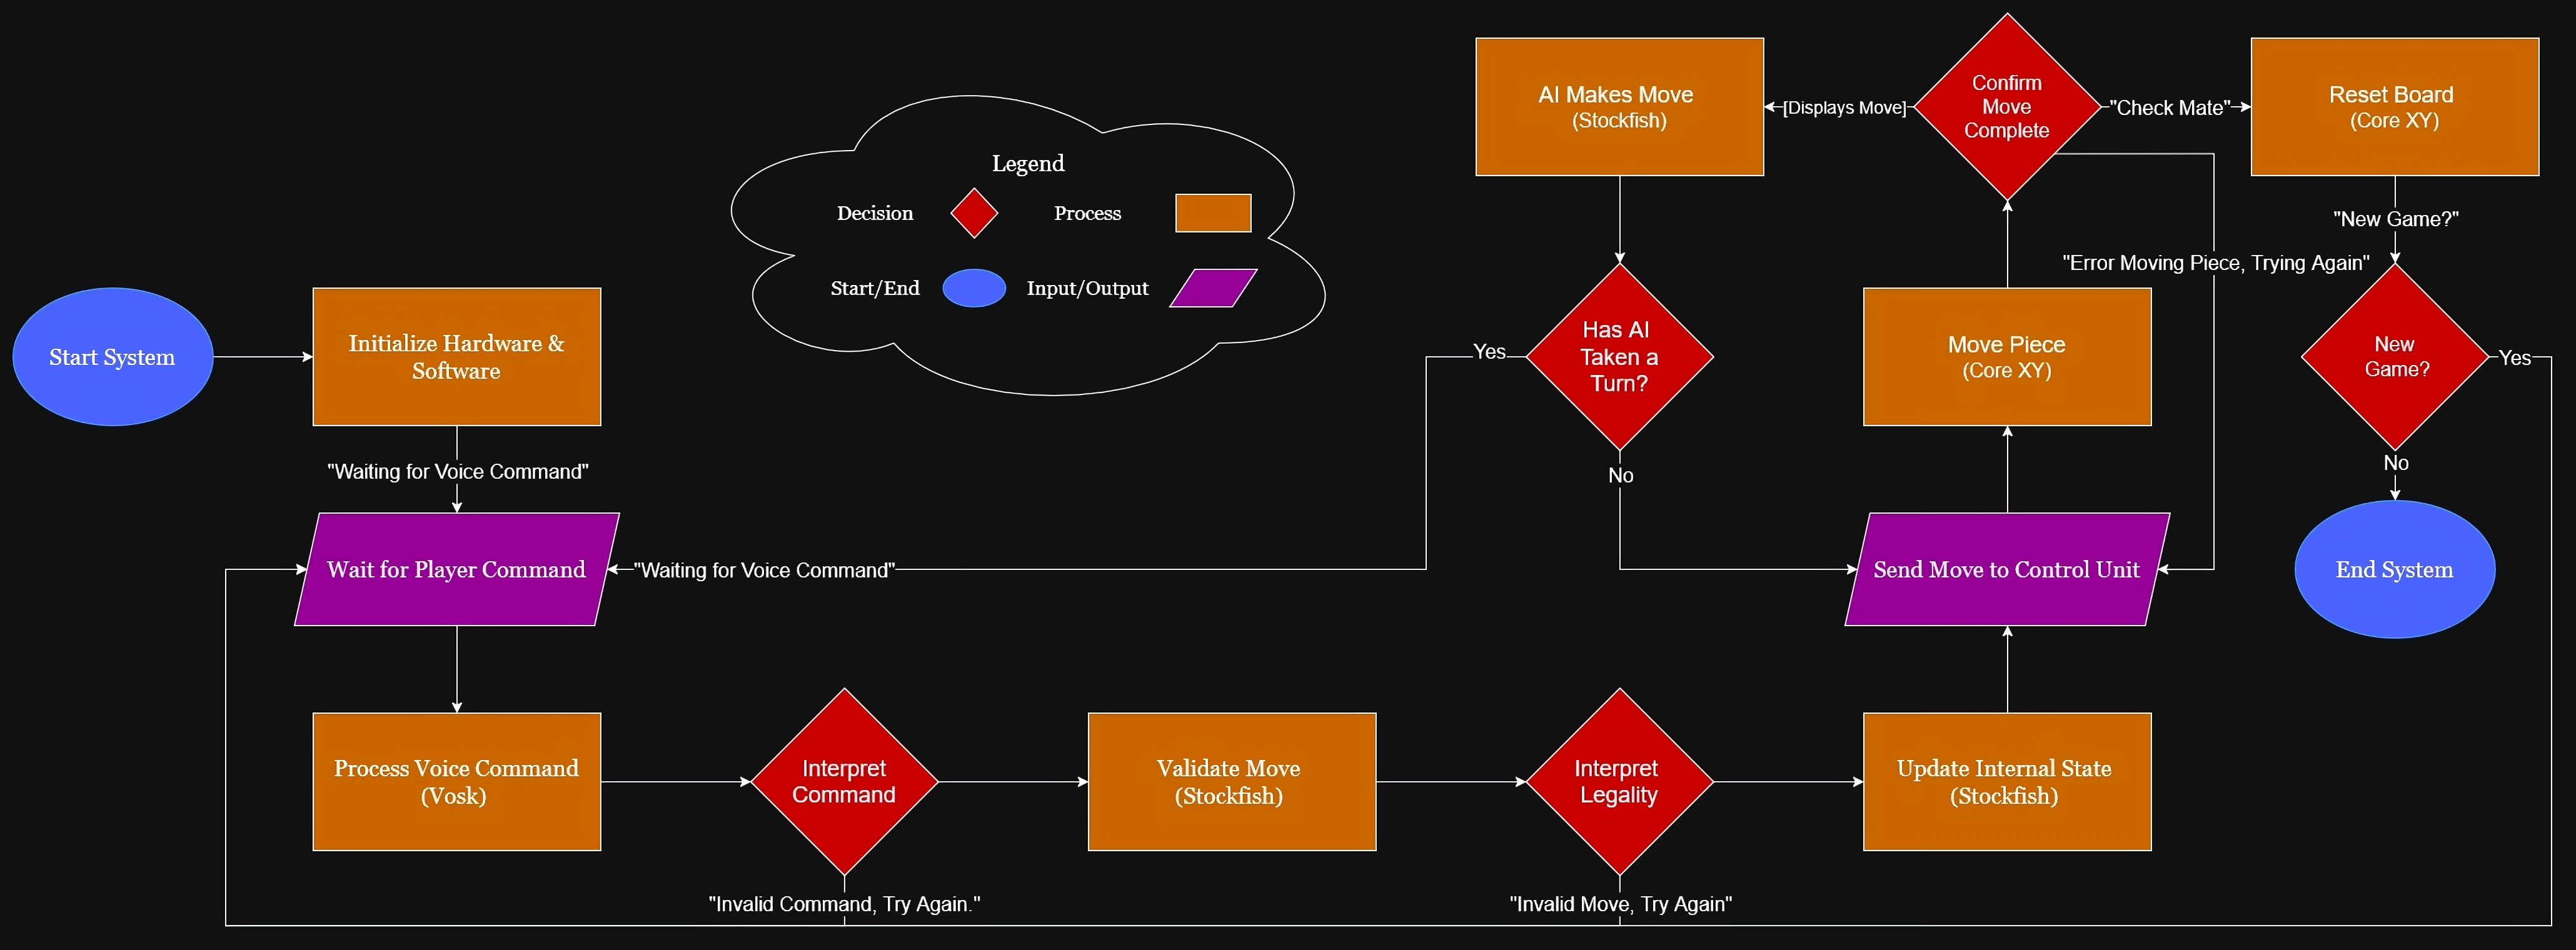 AI Makes Move
(Stockfish)
[Displays Move]
Confirm
Move
Complete
"Check Mate"
Reset Board
(Core XY)
Legend
Decision
Process
Start/End
Input/Output
"New Game?"
"Error Moving Piece, Trying Again"
Start System
Initialize Hardware &
Software
Has AI
Taken a
Turn?
Yes
No
Move Piece
(Core XY)
New
Game?
Yes
No
"Waiting for Voice Command"
Wait for Player Command
"Waiting for Voice Command"
Send Move to Control Unit
End System
Process Voice Command
(Vosk)
Interpret
Command
Validate Move
(Stockfish)
Interpret
Legality
Update Internal State
(Stockfish)
"Invalid Command, Try Again."
"Invalid Move, Try Again"